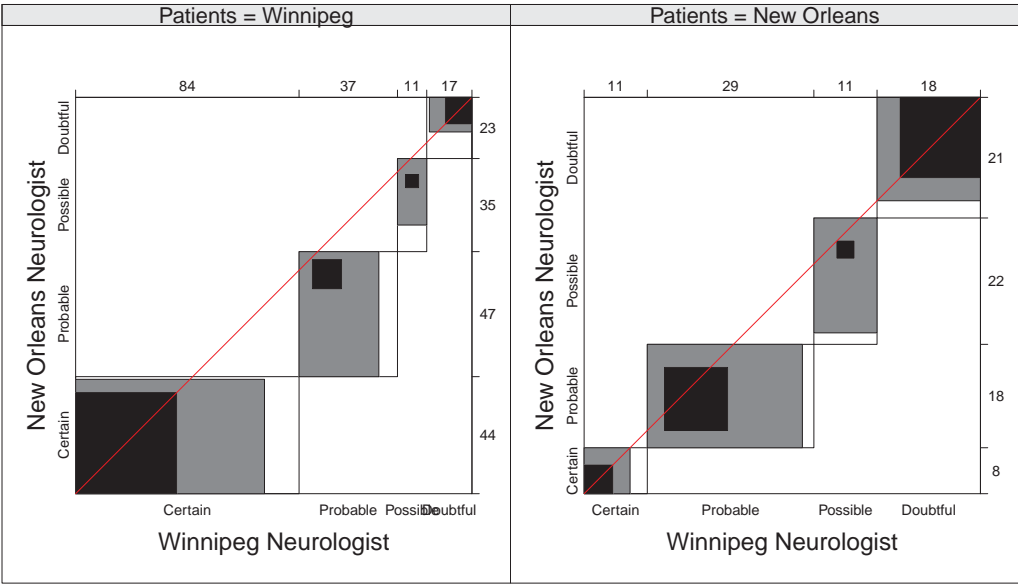 Patients = Winnipeg
84 37 11 17
Doubtful
Possible
Probable
Certain
New Orleans Neurologist
23
35
47
44
Certain Probable Possible Doubtful
Winnipeg Neurologist
Patients = New Orleans
11 29 11 18
Doubtful
Possible
Probable
Certain
New Orleans Neurologist
21
22
18
8
Certain Probable Possible Doubtful
Winnipeg Neurologist